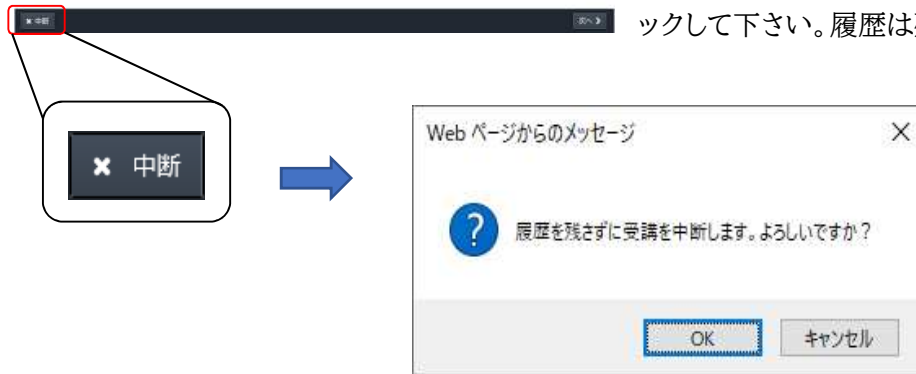 ✖ 中断
次へ ❯
ックして下さい。履歴は
✖ 中断
Web ページからのメッセージ
履歴を残さずに受講を中断します。よろしいですか？
OK
キャンセル